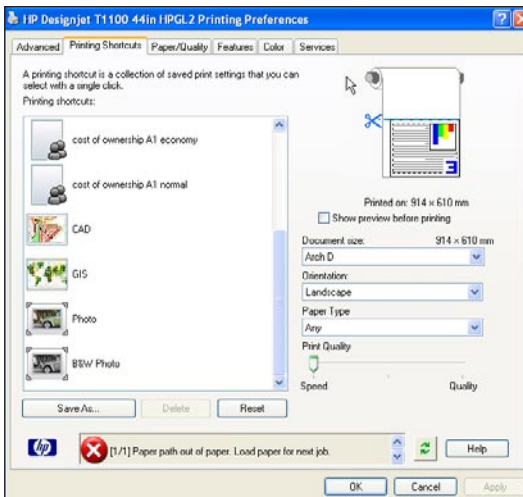 HP Designjet T1100 44in HPGL2 Printing Preferences
Advanced Printing Shortcuts Paper/Quality Features Color Services
A printing shortcut is a collection of saved print settings that you can
select with a single click.
Printing shortcuts:
cost of ownership A1 economy
cost of ownership A1 normal
CAD
GIS
Photo
B&W Photo
Save As... Delete Reset
3
Printed on: 914 x 610 mm
Show preview before printing
Document size: 914 x 610 mm
Arch D
Orientation:
Landscape
Paper Type
Any
Print Quality
Speed Quality
hp
[1/1] Paper path out of paper. Load paper for next job.
Help
OK Cancel Apply